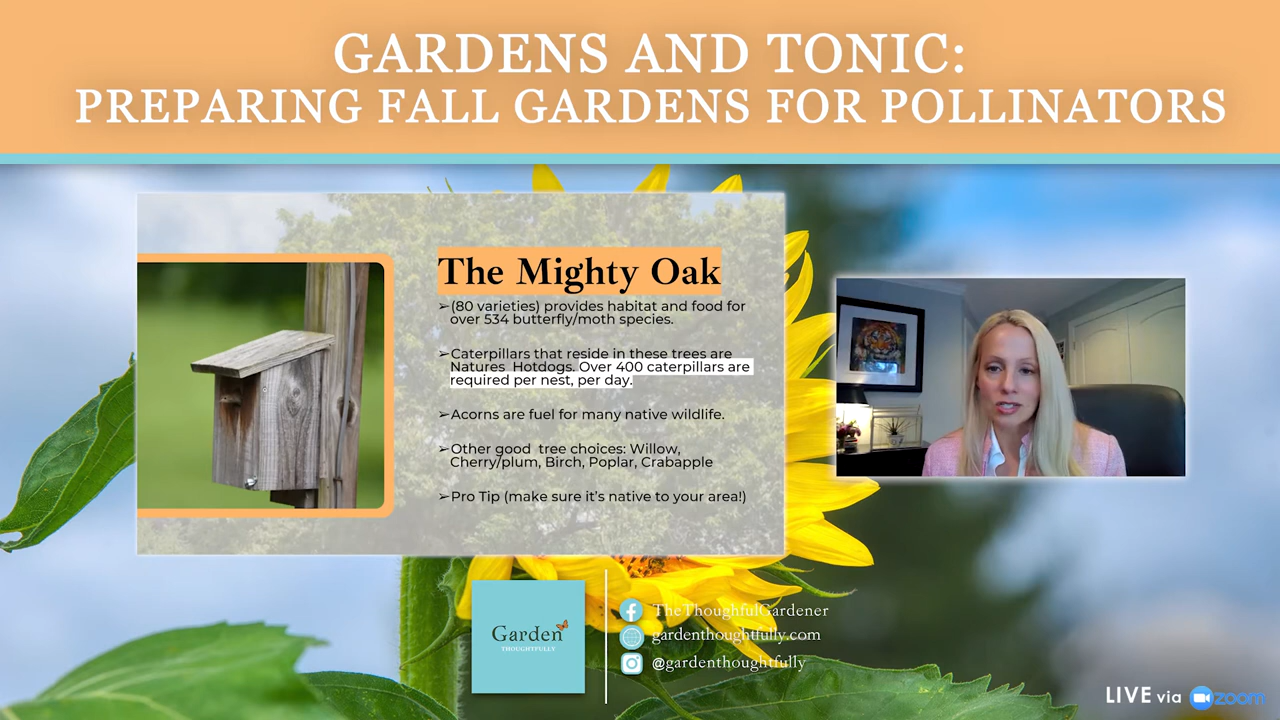 GARDENS AND TONIC:
PREPARING FALL GARDENS FOR POLLINATORS
The Mighty Oak
➢(80 varieties) provides habitat and food for
over 534 butterfly/moth species.
➢Caterpillars that reside in these trees are
Natures Hotdogs. Over 400 caterpillars are
required per nest, per day.
➢Acorns are fuel for many native wildlife.
➢Other good tree choices: Willow,
Cherry/plum, Birch, Poplar, Crabapple
➢Pro Tip (make sure it's native to your area!)
Garden
THOUGHTFULLY
TheThoughfulGardener
gardenthoughtfully.com
@gardenthoughtfully
LIVE via zoom